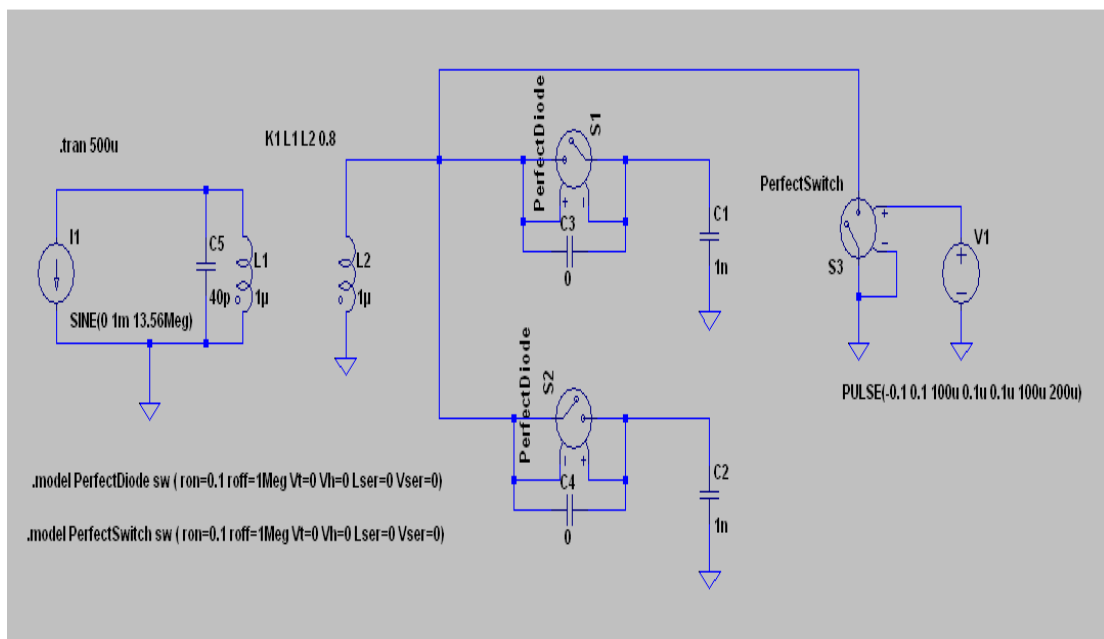 .tran 500u
K1 L1 L2 0.8
I1
SINE(0 1m 13.56Meg)
C5
40p
L1
1µ
L2
1µ
PerfectDiode
S1
+ –
C3
0
C1
1n
PerfectDiode
S2
– +
C4
0
C2
1n
PerfectSwitch
+
–
S3
V1
+
–
PULSE(-0.1 0.1 100u 0.1u 0.1u 100u 200u)
.model PerfectDiode sw ( ron=0.1 roff=1Meg Vt=0 Vh=0 Lser=0 Vser=0)
.model PerfectSwitch sw ( ron=0.1 roff=1Meg Vt=0 Vh=0 Lser=0 Vser=0)